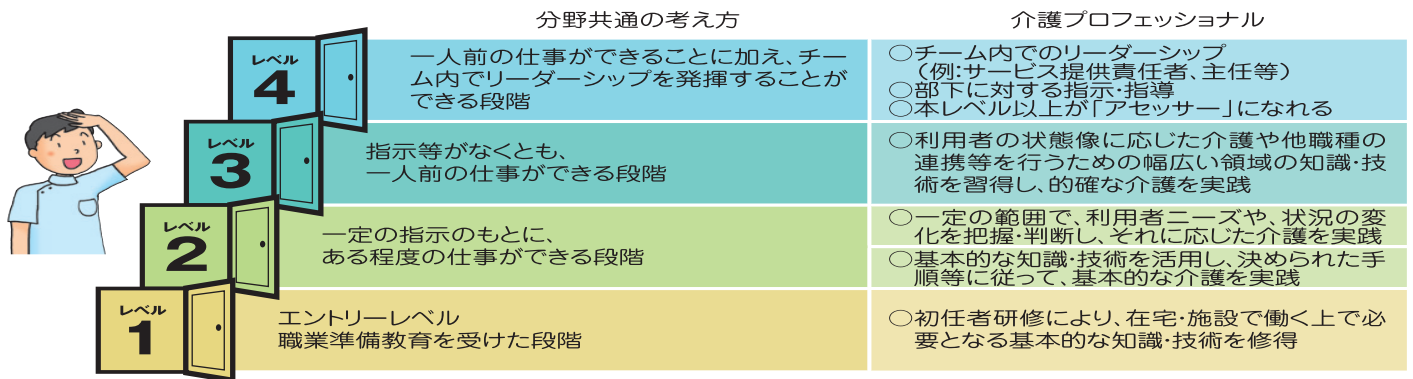 分野共通の考え方
介護プロフェッショナル
レベル
4
一人前の仕事ができることに加え、チー
ム内でリーダーシップを発揮することが
できる段階
○チーム内でのリーダーシップ
（例:サービス提供責任者、主任等）
○部下に対する指示・指導
○本レベル以上が「アセッサー」になれる
レベル
3
指示等がなくとも、
一人前の仕事ができる段階
○利用者の状態像に応じた介護や他職種の
連携等を行うための幅広い領域の知識・技
術を習得し、的確な介護を実践
レベル
2
一定の指示のもとに、
ある程度の仕事ができる段階
○一定の範囲で、利用者ニーズや、状況の変
化を把握・判断し、それに応じた介護を実践
○基本的な知識・技術を活用し、決められた手
順等に従って、基本的な介護を実践
レベル
1
エントリーレベル
職業準備教育を受けた段階
○初任者研修により、在宅・施設で働く上で必
要となる基本的な知識・技術を修得